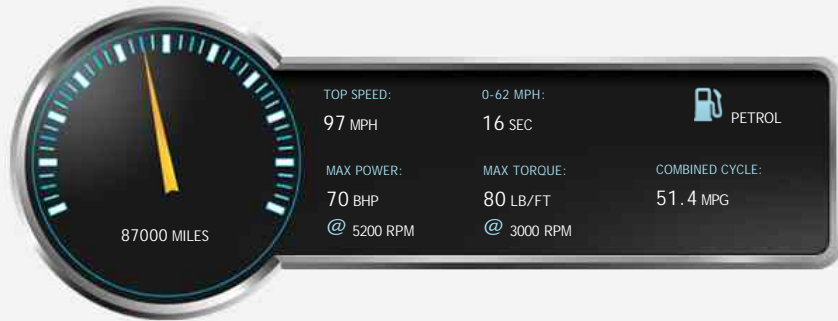 TOP SPEED:
97 MPH
0-62 MPH:
16 SEC
PETROL
MAX POWER:
70 BHP
@ 5200 RPM
MAX TORQUE:
80 LB/FT
@ 3000 RPM
COMBINED CYCLE:
51.4 MPG
87000 MILES